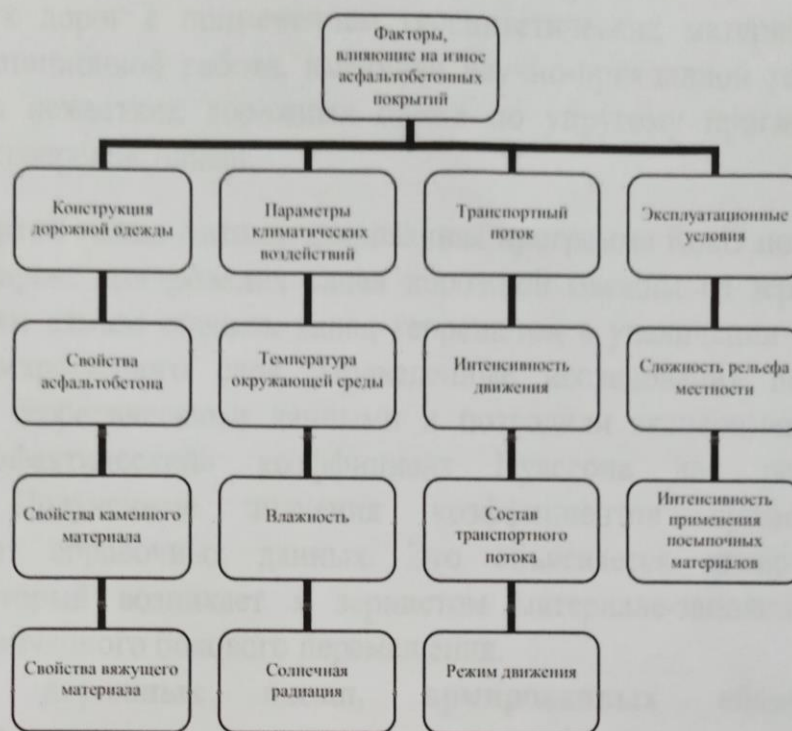 Факторы,
влияющие на износ
асфальтобетонных
покрытий
Конструкция
дорожной одежды
Параметры
климатических
воздействий
Транспортный
поток
Эксплуатационные
условия
Свойства
асфальтобетона
Температура
окружающей среды
Интенсивность
движения
Сложность рельефа
местности
Свойства каменного
материала
Влажность
Состав
транспортного
потока
Интенсивность
применения
посыпочных
материалов
Свойства вяжущего
материала
Солнечная
радиация
Режим движения